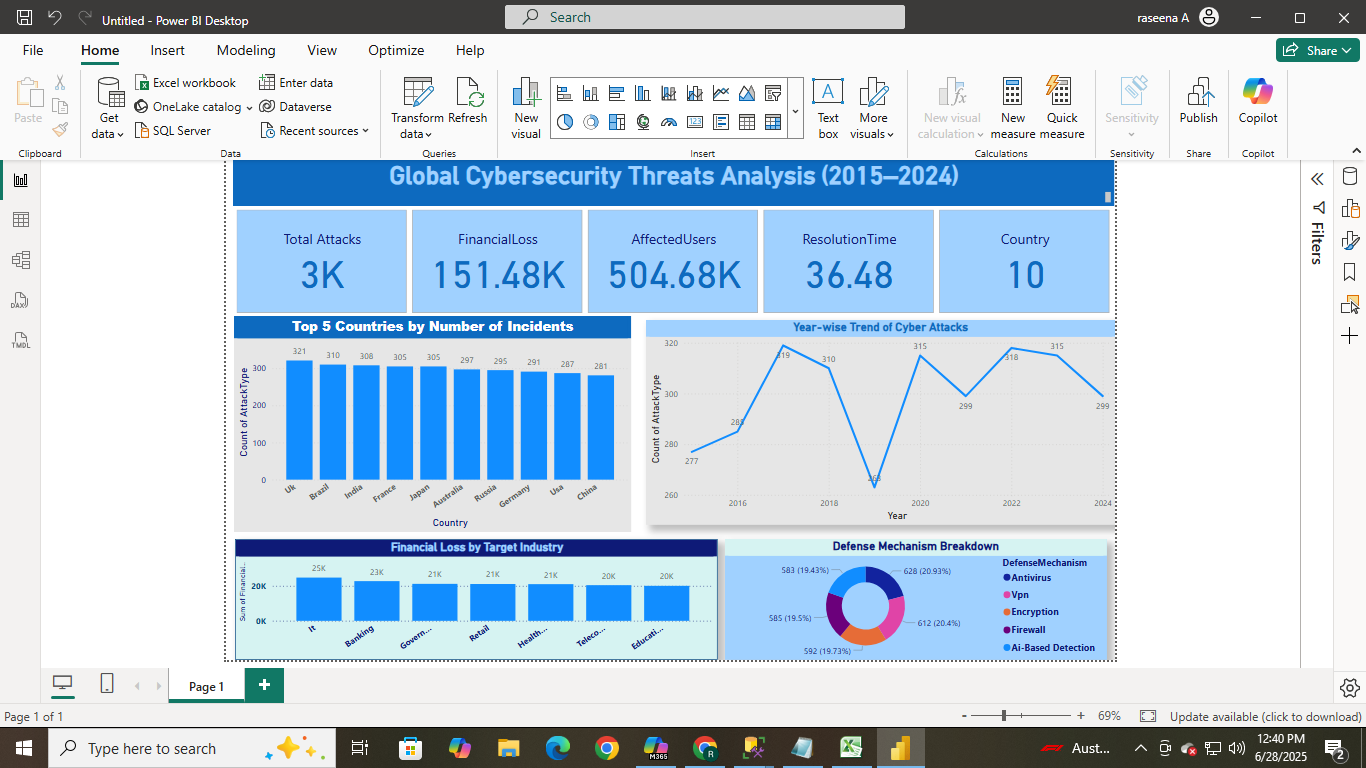 Untitled - Power BI Desktop
Search
raseena A
File
Home
Insert
Modeling
View
Optimize
Help
Share
Paste
Get data
Excel workbook
OneLake catalog
SQL Server
Enter data
Dataverse
Recent sources
Transform data
Refresh
New visual
Text box
More visuals
New visual calculation
New measure
Quick measure
Sensitivity
Publish
Copilot
Clipboard
Data
Queries
Insert
Calculations
Sensitivity
Share
Copilot
Global Cybersecurity Threats Analysis (2015–2024)
Total Attacks
3K
FinancialLoss
151.48K
AffectedUsers
504.68K
ResolutionTime
36.48
Country
10
Filters
DAX
TMDL
Top 5 Countries by Number of Incidents
Count of AttackType
300
200
100
0
321
310
308
305
305
297
295
291
287
281
Uk
Brazil
India
France
Japan
Australia
Russia
Germany
Usa
China
Country
Year-wise Trend of Cyber Attacks
Count of AttackType
320
300
280
260
277
319
310
315
299
318
315
299
2016
2018
2020
2022
2024
Year
Financial Loss by Target Industry
Sum of Financial...
20K
0K
25K
23K
21K
21K
21K
20K
20K
It
Banking
Govern...
Retail
Health...
Teleco...
Educati...
Defense Mechanism Breakdown
583 (19.43%)
628 (20.93%)
585 (19.5%)
612 (20.4%)
592 (19.73%)
DefenseMechanism
Antivirus
Vpn
Encryption
Firewall
Ai-Based Detection
Page 1
Page 1 of 1
-
+
69%
Update available (click to download)
Type here to search
M365
R
Aust...
12:40 PM
6/28/2025
2